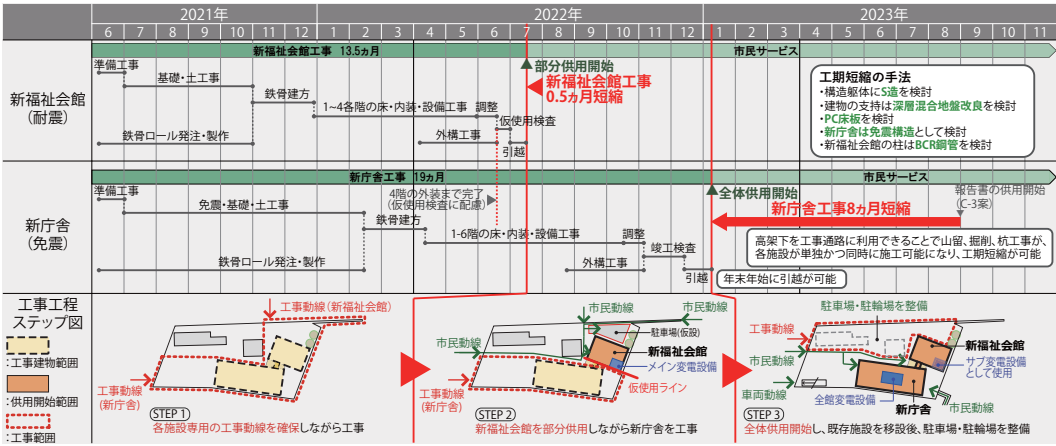 2021年
2022年
2023年
6 7 8 9 10 11 12 1 2 3 4 5 6 7 8 9 10 11 12 1 2 3 4 5 6 7 8 9 10 11
新福祉会館
(耐震)
新福祉会館工事 13.5ヵ月
市民サービス
準備工事
基礎・土工事
鉄骨建方
1~4各階の床・内装・設備工事
調整
仮使用検査
鉄骨ロール発注・製作
外構工事
引越
部分供用開始
新福祉会館工事
0.5ヵ月短縮
工期短縮の手法
・構造躯体にS造を検討
・建物の支持は深層混合地盤改良を検討
・PC床板を検討
・新庁舎は免震構造として検討
・新福祉会館の柱はBCR鋼管を検討
新庁舎
(免震)
新庁舎工事 19ヵ月
市民サービス
準備工事
免震・基礎・土工事
4階の外装まで完了
(仮使用検査に配慮)
鉄骨建方
1-6階の床・内装・設備工事
調整
竣工検査
鉄骨ロール発注・製作
外構工事
引越
全体供用開始
報告書の供用開始
(C-3案)
新庁舎工事8ヵ月短縮
高架下を工事通路に利用できることで山留、掘削、杭工事が、
各施設が単独かつ同時に施工可能になり、工期短縮が可能
年末年始に引越が可能
工事工程
ステップ図
:工事建物範囲
:供用開始範囲
:工事範囲
工事動線(新福祉会館)
工事動線
(新庁舎)
STEP 1
各施設専用の工事動線を確保しながら工事
市民動線
市民動線
市民動線
駐車場(仮設)
新福祉会館
メイン変電設備
仮使用ライン
工事動線
(新庁舎)
STEP 2
新福祉会館を部分供用しながら新庁舎を工事
駐車場・駐輪場を整備
工事動線
市民動線
車両動線
新福祉会館
サブ変電設備
として使用
全館変電設備
新庁舎
市民動線
STEP 3
全体供用開始し、既存施設を移設後、駐車場・駐輪場を整備